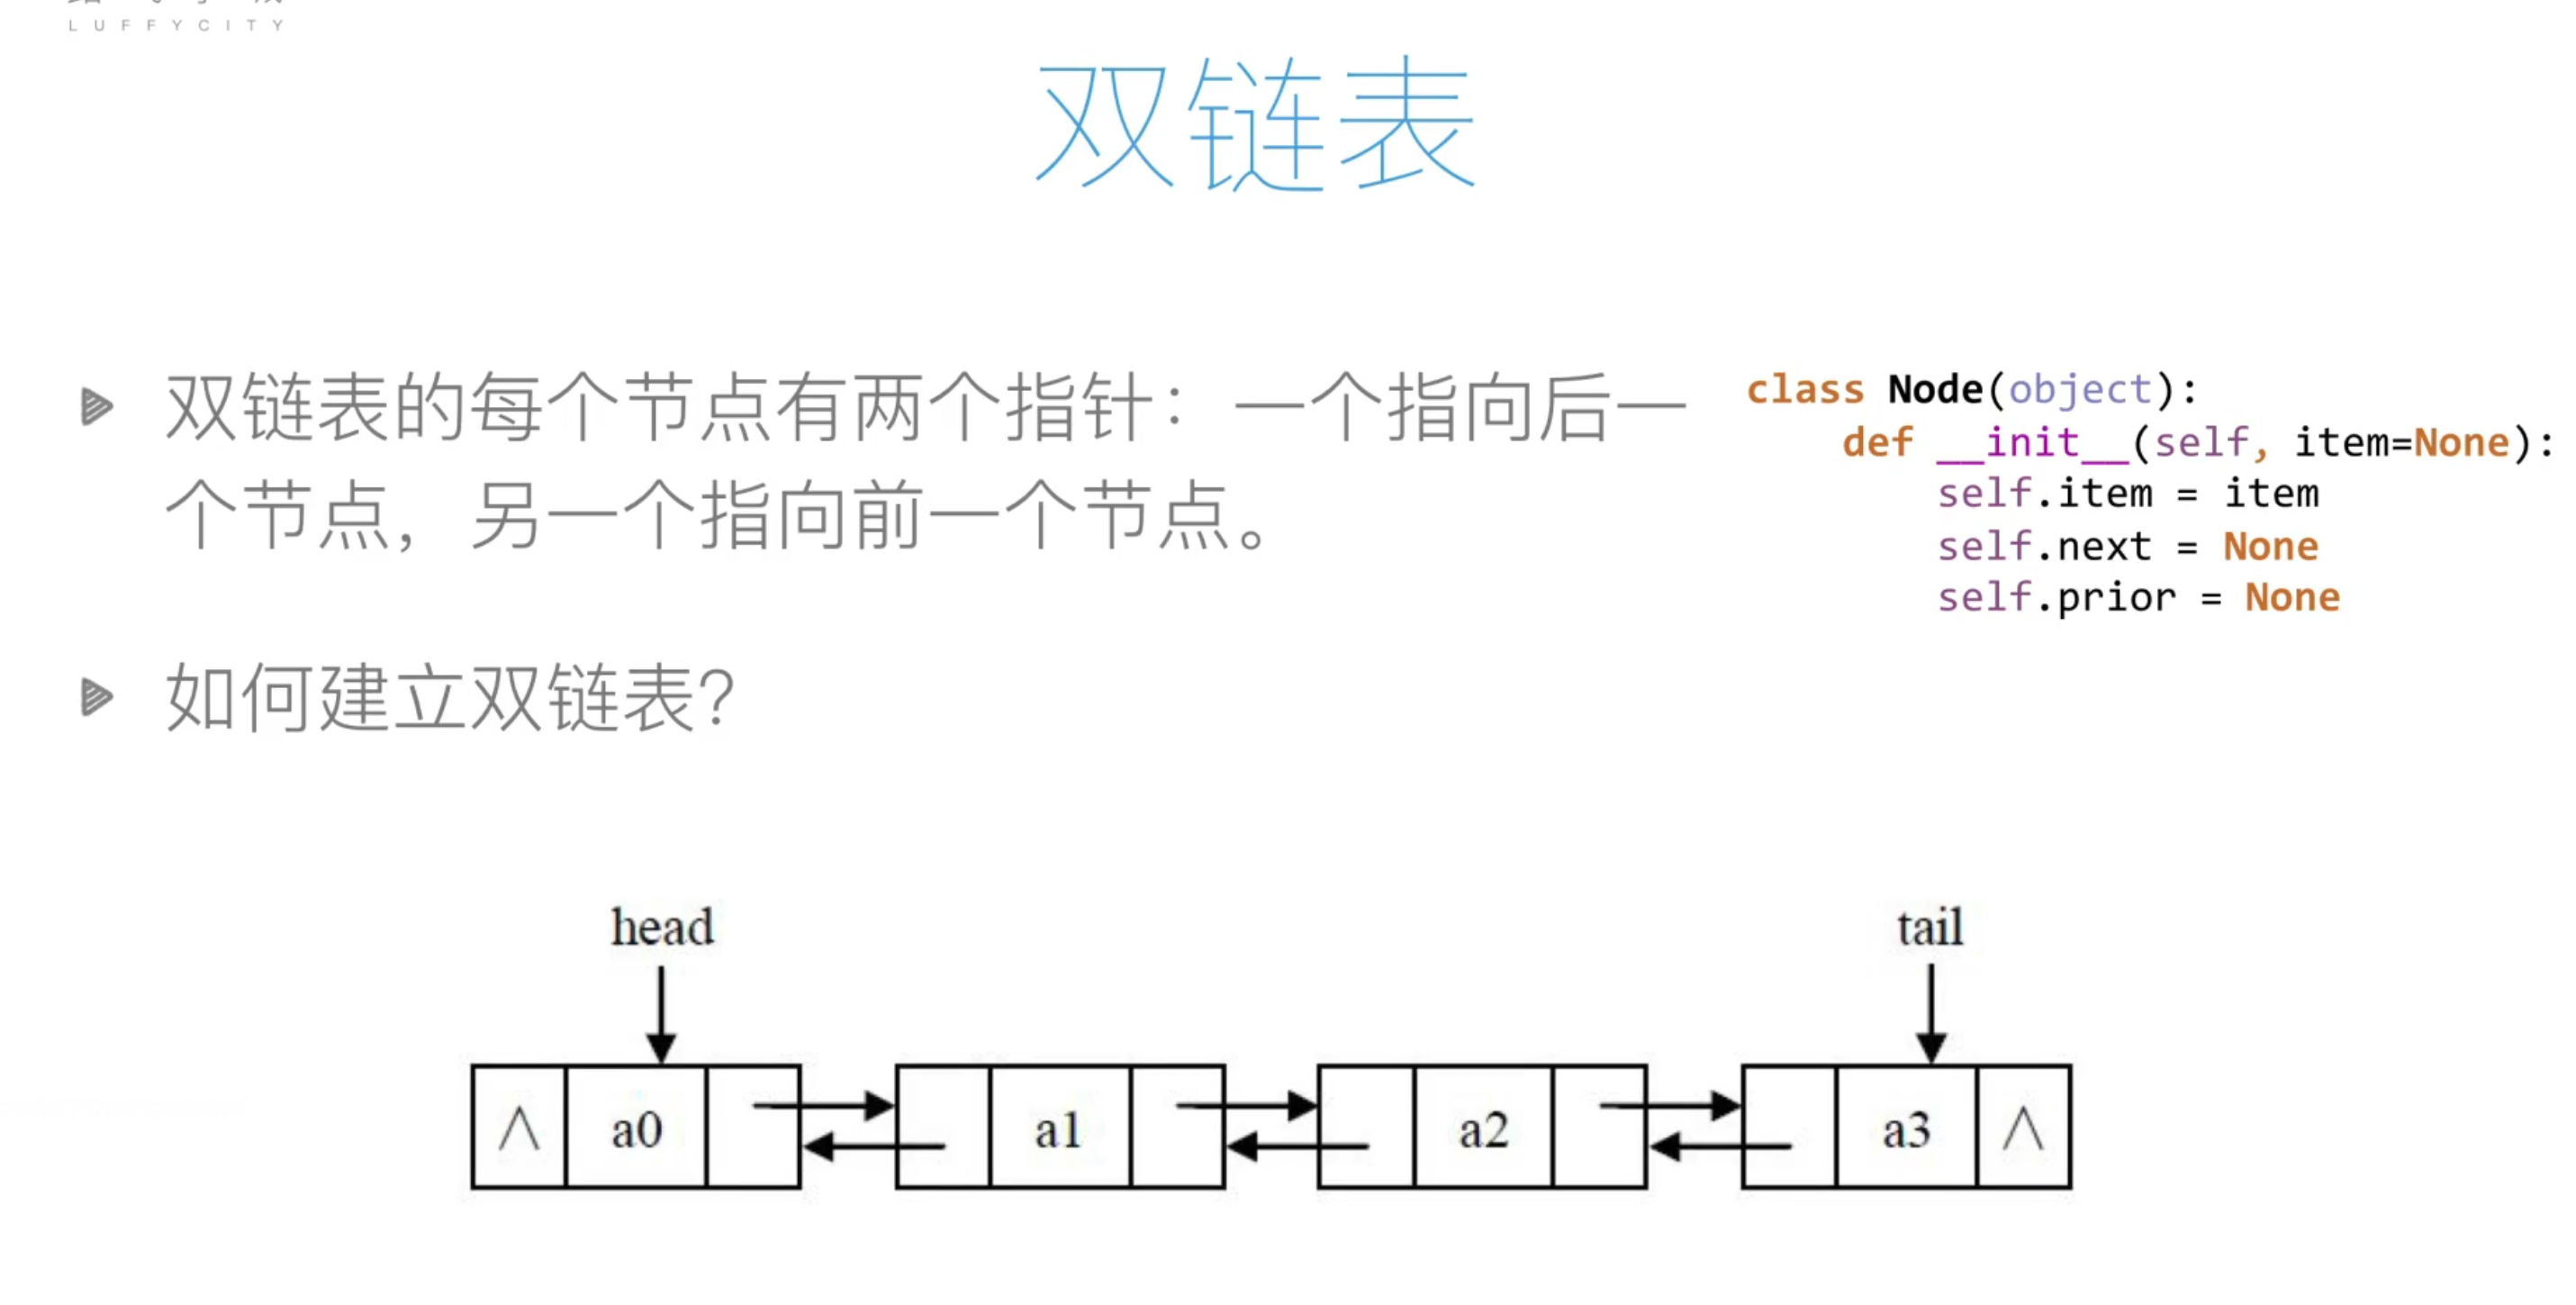 LUFFYCITY
双链表
双链表的每个节点有两个指针：一个指向后一
个节点，另一个指向前一个节点。
如何建立双链表？
class Node(object):
def __init__(self, item=None):
self.item = item
self.next = None
self.prior = None
head
tail
∧ a0 a1 a2 a3 ∧